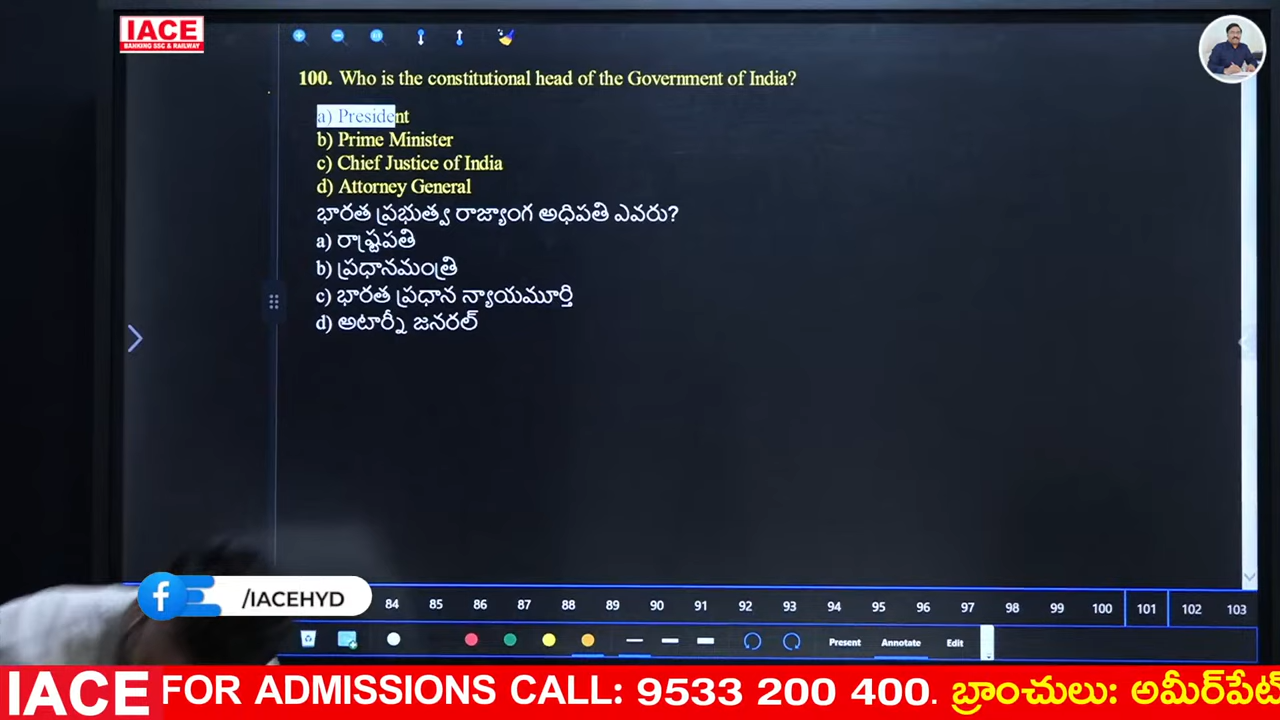 IACE
BANKING SSC & RAILWAY
100. Who is the constitutional head of the Government of India?
a) President
b) Prime Minister
c) Chief Justice of India
d) Attorney General
భారత ప్రభుత్వ రాజ్యాంగ అధిపతి ఎవరు?
a) రాష్ట్రపతి
b) ప్రధానమంత్రి
c) భారత ప్రధాన న్యాయమూర్తి
d) అటార్నీ జనరల్
/IACEHYD
84 85 86 87 88 89 90 91 92 93 94 95 96 97 98 99 100 101 102 103
Present Annotate Edit
IACE FOR ADMISSIONS CALL: 9533 200 400. బ్రాంచులు: అమీర్‌పేట్